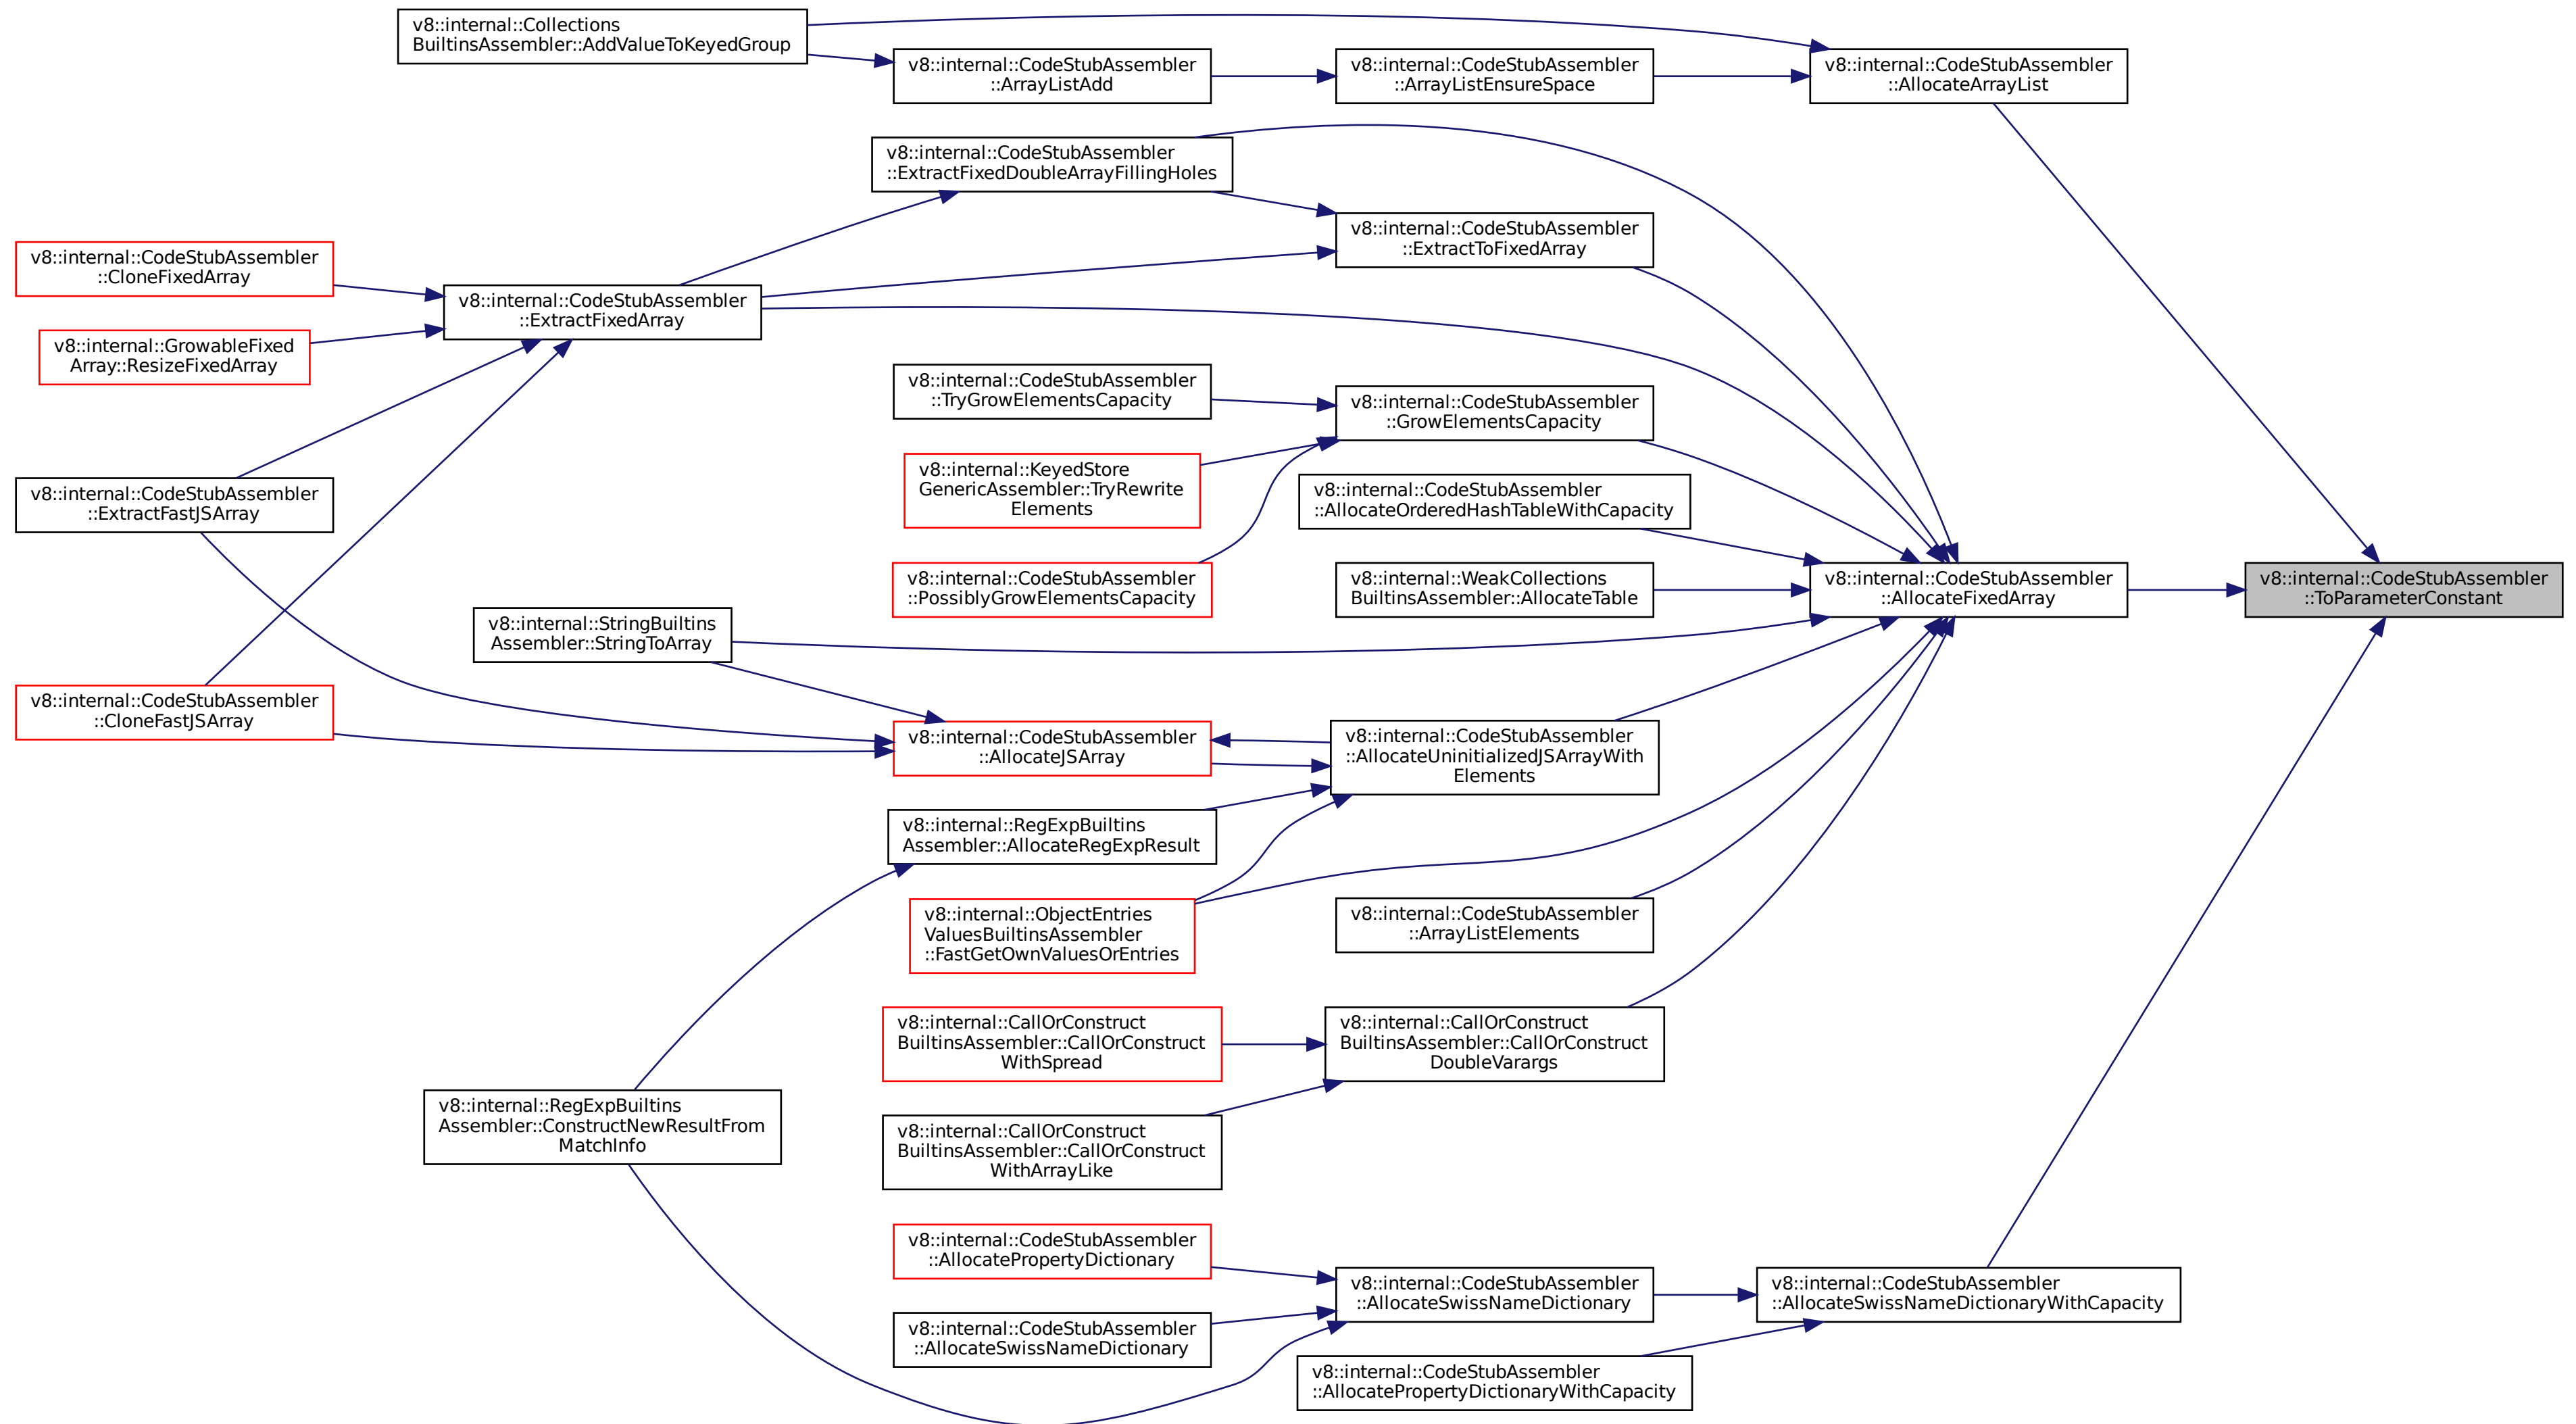 v8::internal::Collections
BuiltinsAssembler::AddValueToKeyedGroup
v8::internal::CodeStubAssembler
::ArrayListAdd
v8::internal::CodeStubAssembler
::ArrayListEnsureSpace
v8::internal::CodeStubAssembler
::AllocateArrayList
v8::internal::CodeStubAssembler
::ExtractFixedDoubleArrayFillingHoles
v8::internal::CodeStubAssembler
::ExtractToFixedArray
v8::internal::CodeStubAssembler
::CloneFixedArray
v8::internal::CodeStubAssembler
::ExtractFixedArray
v8::internal::GrowableFixed
Array::ResizeFixedArray
v8::internal::CodeStubAssembler
::TryGrowElementsCapacity
v8::internal::CodeStubAssembler
::GrowElementsCapacity
v8::internal::KeyedStore
GenericAssembler::TryRewrite
Elements
v8::internal::CodeStubAssembler
::AllocateOrderedHashTableWithCapacity
v8::internal::CodeStubAssembler
::ExtractFastJSArray
v8::internal::CodeStubAssembler
::PossiblyGrowElementsCapacity
v8::internal::WeakCollections
BuiltinsAssembler::AllocateTable
v8::internal::CodeStubAssembler
::AllocateFixedArray
v8::internal::CodeStubAssembler
::ToParameterConstant
v8::internal::StringBuiltins
Assembler::StringToArray
v8::internal::CodeStubAssembler
::CloneFastJSArray
v8::internal::CodeStubAssembler
::AllocateJSArray
v8::internal::CodeStubAssembler
::AllocateUninitializedJSArrayWith
Elements
v8::internal::RegExpBuiltins
Assembler::AllocateRegExpResult
v8::internal::ObjectEntries
ValuesBuiltinsAssembler
::FastGetOwnValuesOrEntries
v8::internal::CodeStubAssembler
::ArrayListElements
v8::internal::CallOrConstruct
BuiltinsAssembler::CallOrConstruct
WithSpread
v8::internal::CallOrConstruct
BuiltinsAssembler::CallOrConstruct
DoubleVarargs
v8::internal::RegExpBuiltins
Assembler::ConstructNewResultFrom
MatchInfo
v8::internal::CallOrConstruct
BuiltinsAssembler::CallOrConstruct
WithArrayLike
v8::internal::CodeStubAssembler
::AllocatePropertyDictionary
v8::internal::CodeStubAssembler
::AllocateSwissNameDictionary
v8::internal::CodeStubAssembler
::AllocateSwissNameDictionaryWithCapacity
v8::internal::CodeStubAssembler
::AllocateSwissNameDictionary
v8::internal::CodeStubAssembler
::AllocatePropertyDictionaryWithCapacity